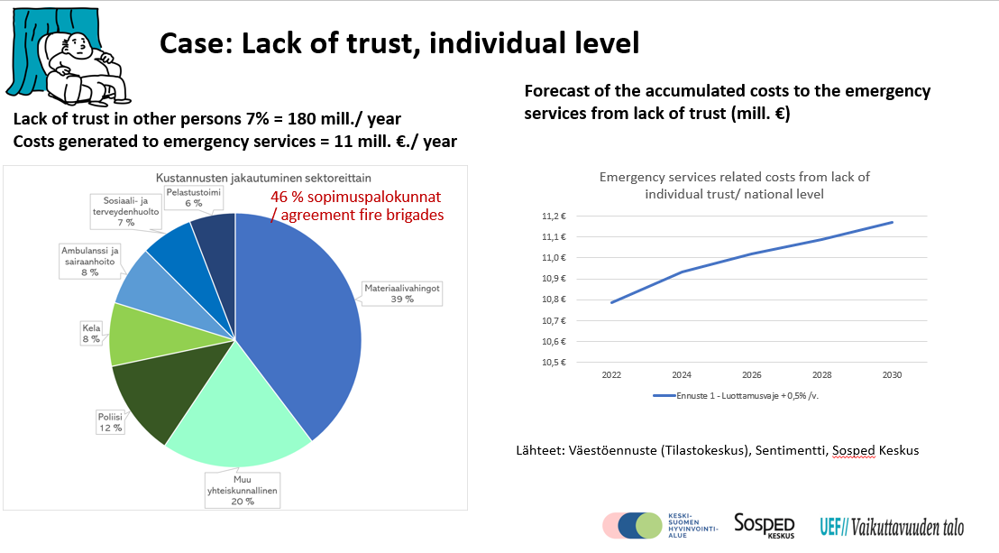 Case: Lack of trust, individual level
Lack of trust in other persons 7% = 180 mill./ year
Costs generated to emergency services = 11 mill. €./ year
Kustannusten jakautuminen sektoreittain
46 % sopimuspalokunnat
/ agreement fire brigades
Pelastustoimi
6 %
Sosiaali- ja
terveydenhuolto
7 %
Ambulanssi ja
sairaanhoito
8 %
Kela
8 %
Poliisi
12 %
Muu
yhteiskunnallinen
20 %
Materiaalivahingot
39 %
Forecast of the accumulated costs to the emergency
services from lack of trust (mill. €)
Emergency services related costs from lack of
individual trust/ national level
11,2 €
11,1 €
11,0 €
10,9 €
10,8 €
10,7 €
10,6 €
10,5 €
2022 2024 2026 2028 2030
Ennuste 1 - Luottamusvaje + 0,5% /v.
Lähteet: Väestöennuste (Tilastokeskus), Sentimentti, Sosped Keskus
KESKI-
SUOMEN
HYVINVOINTI-
ALUE
SOSPED
KESKUS
UEF// Vaikuttavuuden talo